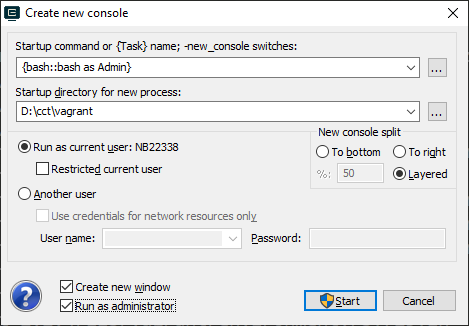 Create new console
Startup command or {Task} name; -new_console switches:
{bash::bash as Admin}
...
Startup directory for new process:
D:\cct\vagrant
...
New console split
Run as current user: NB22338
To bottom
To right
Restricted current user
%:
50
Layered
Another user
Use credentials for network resources only
User name:
Password:
Create new window
Run as administrator
Start
Cancel